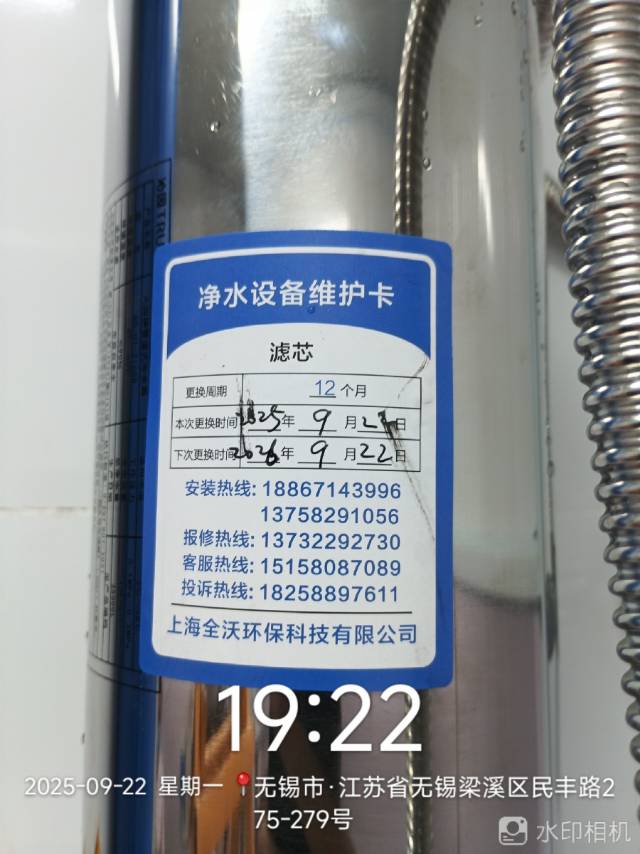 净水设备维护卡
滤芯
更换周期 12 个月
本次更换时间 2025 年 9 月 22 日
下次更换时间 2026 年 9 月 22 日
安装热线: 18867143996
13758291056
报修热线: 13732292730
客服热线: 15158087089
投诉热线: 18258897611
上海全沃环保科技有限公司
19:22
2025-09-22 星期一 📍无锡市·江苏省无锡梁溪区民丰路2
75-279号
水印相机